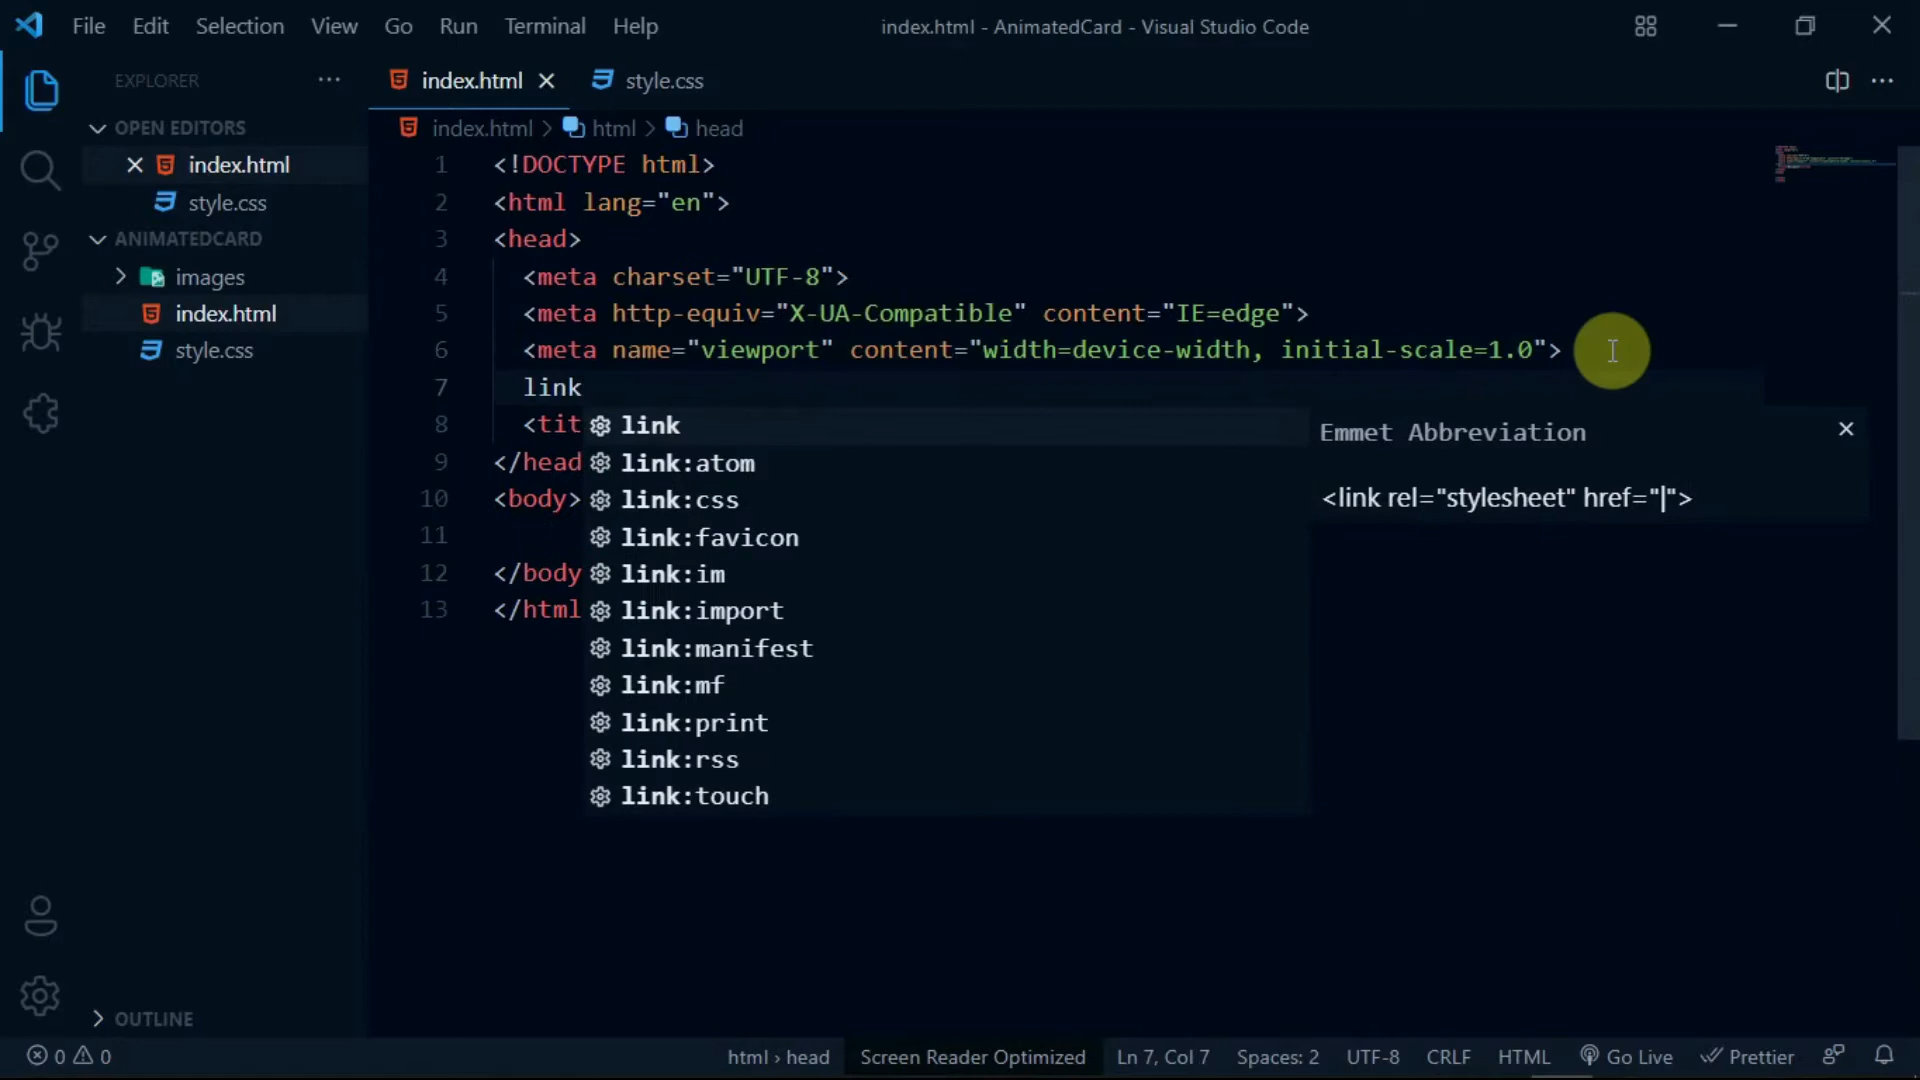 File Edit Selection View Go Run Terminal Help
index.html - AnimatedCard - Visual Studio Code
EXPLORER
index.html
style.css
OPEN EDITORS
index.html
style.css
ANIMATEDCARD
images
index.html
style.css
OUTLINE
index.html > html > head
1 <!DOCTYPE html>
2 <html lang="en">
3 <head>
4 <meta charset="UTF-8">
5 <meta http-equiv="X-UA-Compatible" content="IE=edge">
6 <meta name="viewport" content="width=device-width, initial-scale=1.0">
7 link
8 <tit
9 </head
10 <body>
11
12 </body
13 </html
link
link:atom
link:css
link:favicon
link:im
link:import
link:manifest
link:mf
link:print
link:rss
link:touch
Emmet Abbreviation
<link rel="stylesheet" href="|">
0 0
html › head
Screen Reader Optimized
Ln 7, Col 7
Spaces: 2
UTF-8
CRLF
HTML
Go Live
Prettier